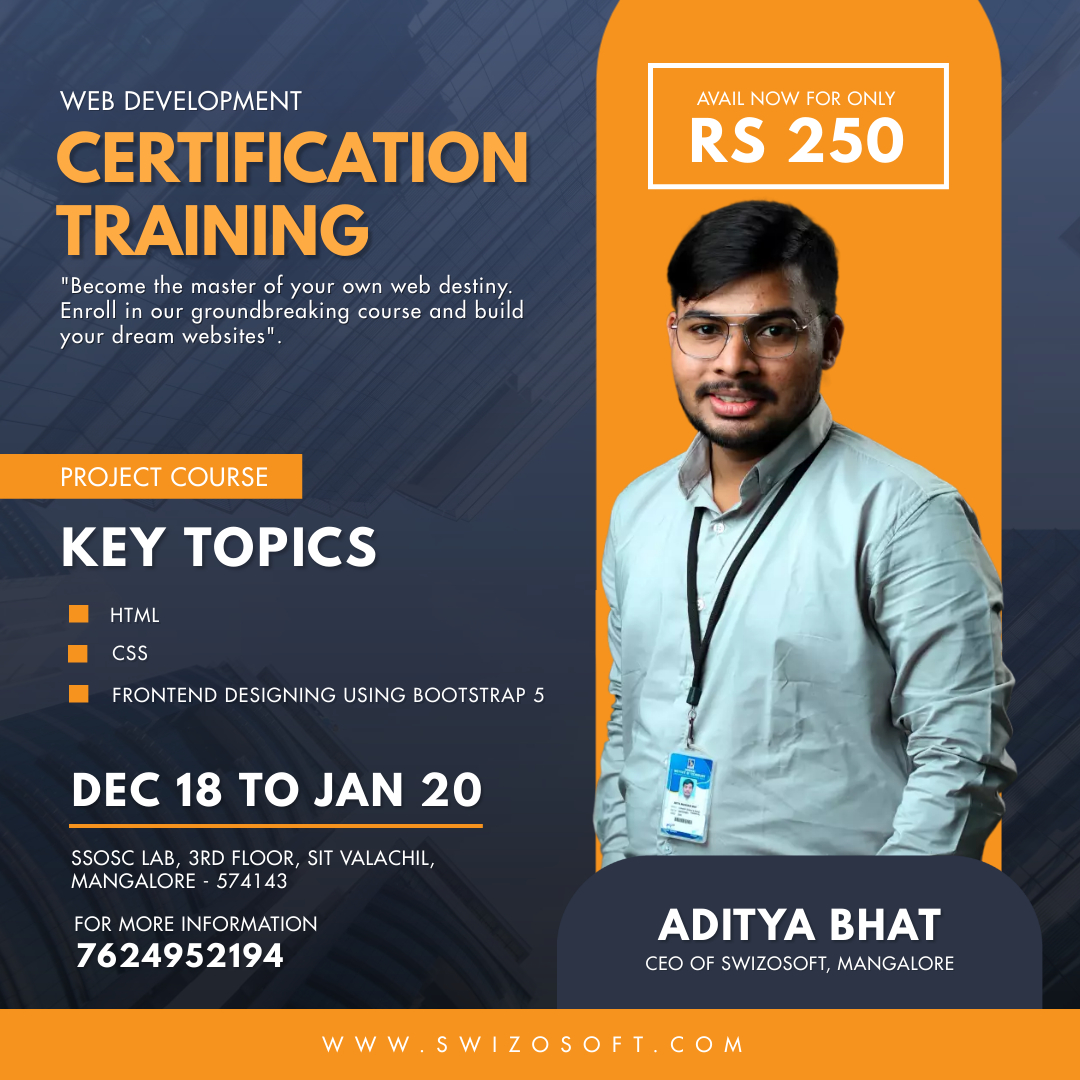 WEB DEVELOPMENT
CERTIFICATION
TRAINING
"Become the master of your own web destiny.
Enroll in our groundbreaking course and build
your dream websites".
AVAIL NOW FOR ONLY
RS 250
PROJECT COURSE
KEY TOPICS
HTML
CSS
FRONTEND DESIGNING USING BOOTSTRAP 5
DEC 18 TO JAN 20
SSOSC LAB, 3RD FLOOR, SIT VALACHIL,
MANGALORE - 574143
FOR MORE INFORMATION
7624952194
ADITYA BHAT
CEO OF SWIZOSOFT, MANGALORE
WWW.SWIZOSOFT.COM